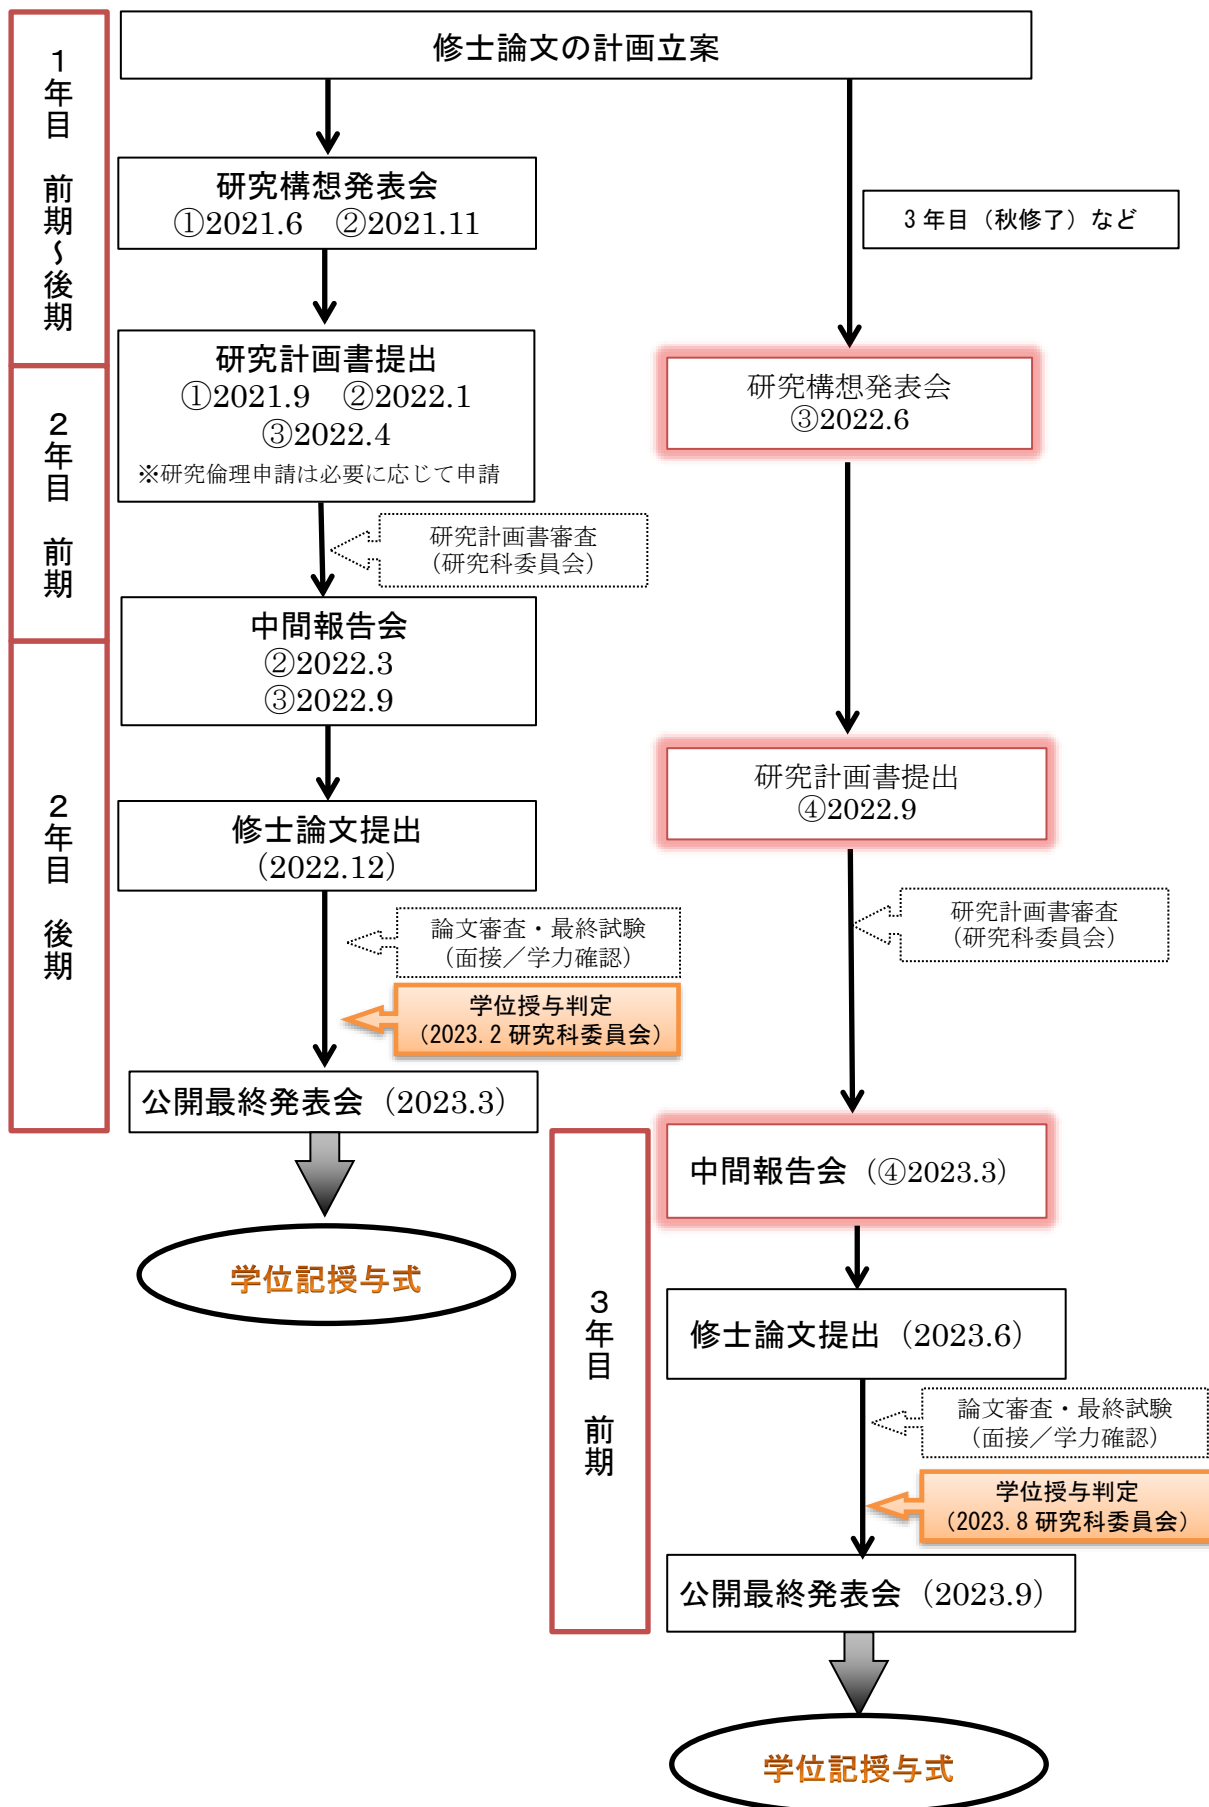 修士論文の計画立案
1年目 前期～後期
研究構想発表会
①2021.6 ②2021.11
研究計画書提出
①2021.9 ②2022.1
③2022.4
※研究倫理申請は必要に応じて申請
2年目 前期
研究計画書審査
(研究科委員会)
中間報告会
②2022.3
③2022.9
2年目 後期
修士論文提出
(2022.12)
論文審査・最終試験
(面接／学力確認)
学位授与判定
(2023.2 研究科委員会)
公開最終発表会 (2023.3)
学位記授与式
3年目（秋修了）など
研究構想発表会
③2022.6
研究計画書提出
④2022.9
研究計画書審査
(研究科委員会)
3年目 前期
中間報告会 (④2023.3)
修士論文提出 (2023.6)
論文審査・最終試験
(面接／学力確認)
学位授与判定
(2023.8 研究科委員会)
公開最終発表会 (2023.9)
学位記授与式